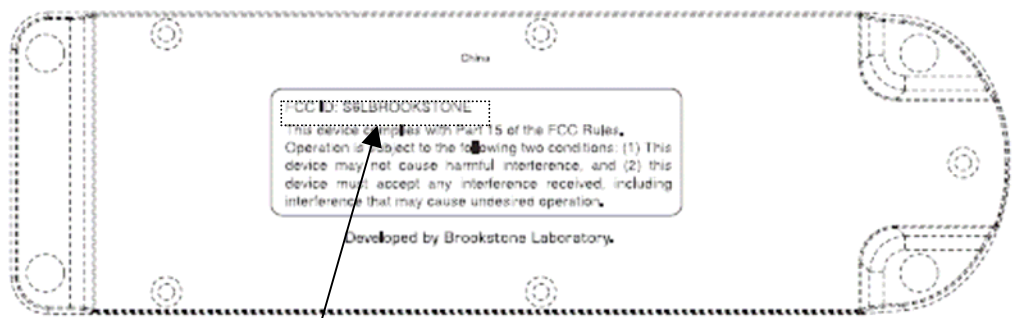 China
FCC ID: S6LBROOKSTONE
This device complies with Part 15 of the FCC Rules.
Operation is subject to the following two conditions: (1) This
device may not cause harmful interference, and (2) this
device must accept any interference received, including
interference that may cause undesired operation.
Developed by Brookstone Laboratory.